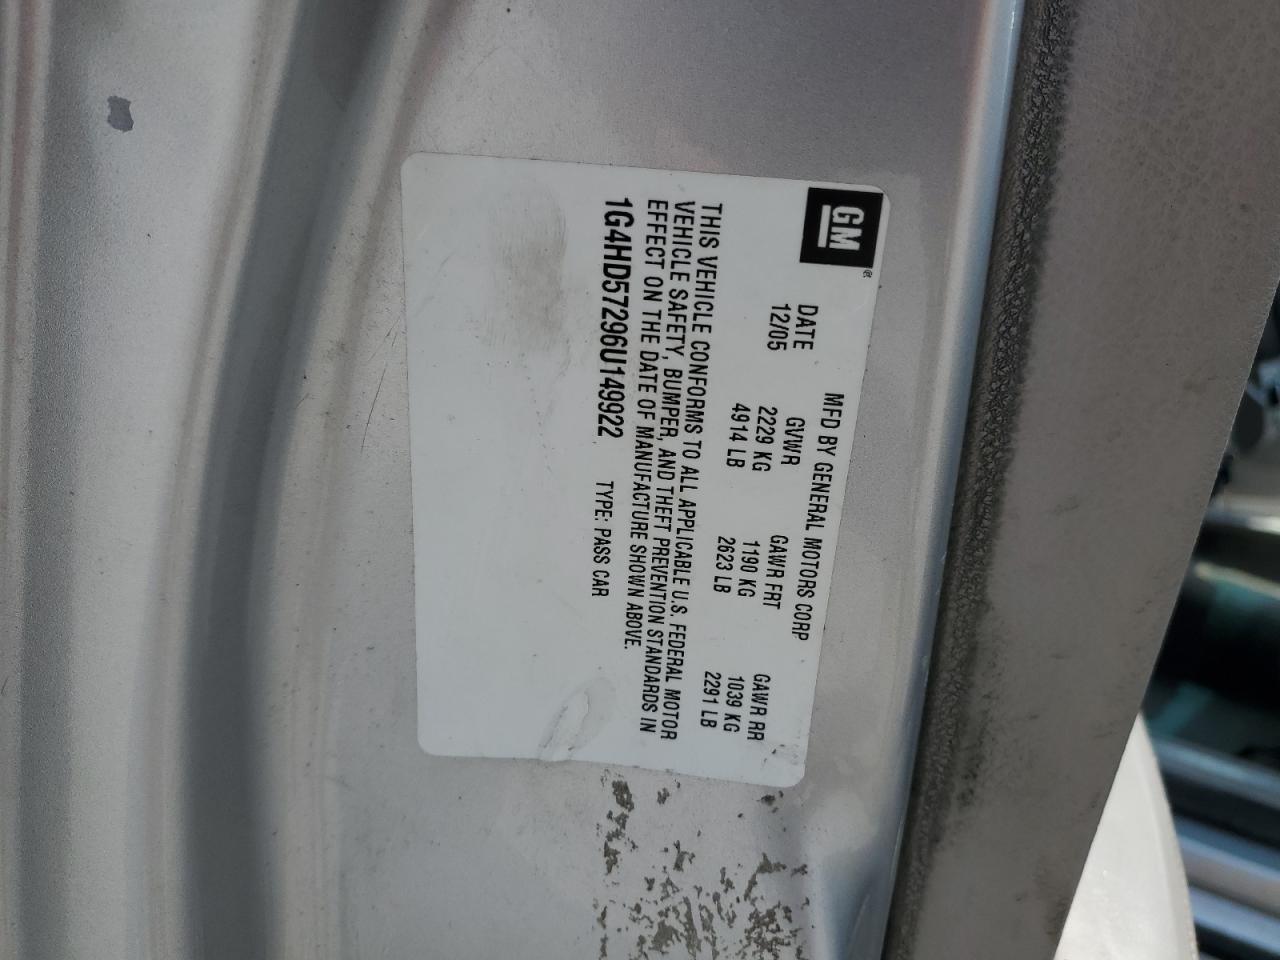 GM
MFD BY GENERAL MOTORS CORP
DATE GVWR GAWR FRT GAWR RR
12/05 2229 KG 1190 KG 1039 KG
4914 LB 2623 LB 2291 LB
THIS VEHICLE CONFORMS TO ALL APPLICABLE U.S. FEDERAL MOTOR
VEHICLE SAFETY, BUMPER, AND THEFT PREVENTION STANDARDS IN
EFFECT ON THE DATE OF MANUFACTURE SHOWN ABOVE.
1G4HD57296U149922 TYPE: PASS CAR